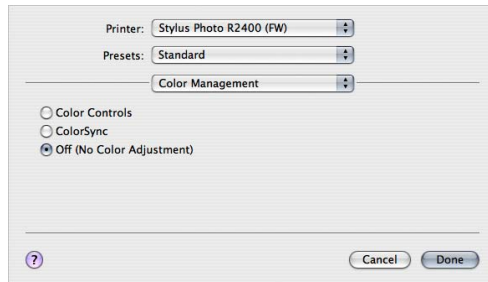 Printer: Stylus Photo R2400 (FW)
Presets: Standard
Color Management
Color Controls
ColorSync
Off (No Color Adjustment)
? Cancel Done